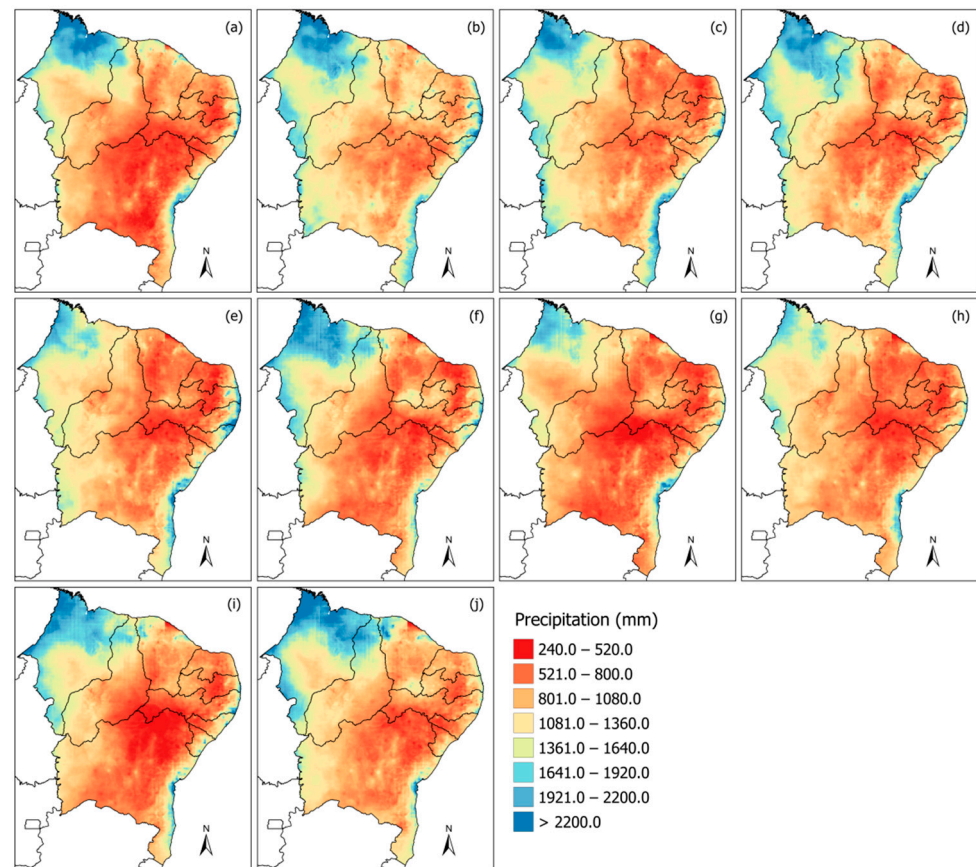 (a)
(b)
(c)
(d)
N
N
N
N
(e)
(f)
(g)
(h)
N
N
N
N
(i)
(j)
N
N
Precipitation (mm)
240.0 – 520.0
521.0 – 800.0
801.0 – 1080.0
1081.0 – 1360.0
1361.0 – 1640.0
1641.0 – 1920.0
1921.0 – 2200.0
> 2200.0